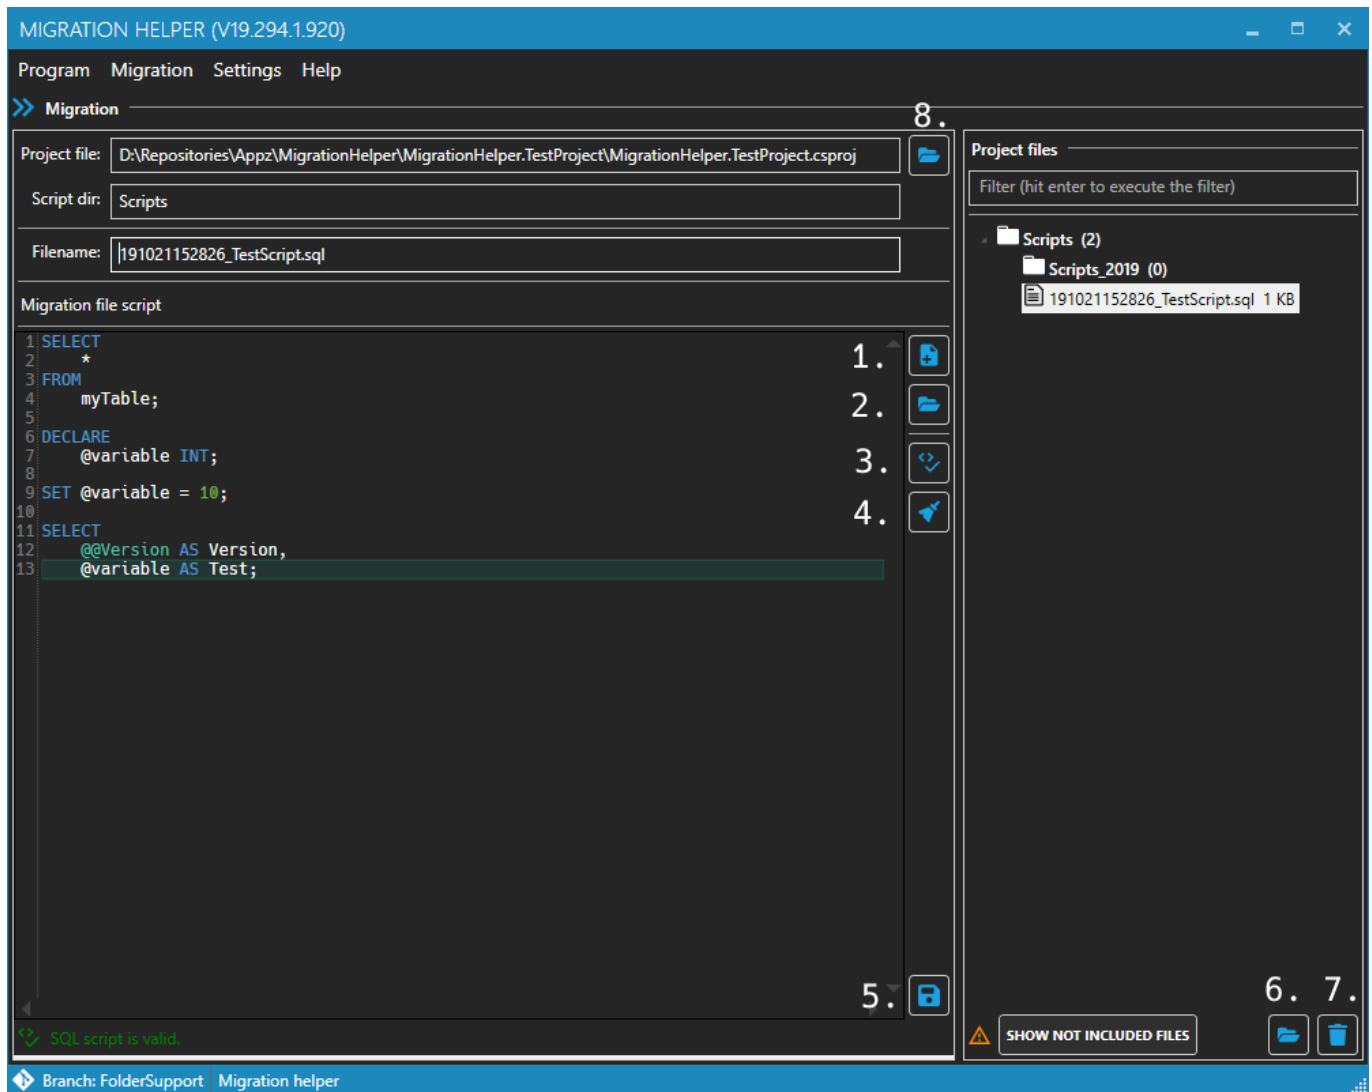 MIGRATION HELPER (V19.294.1.920)
Program Migration Settings Help
Migration
8.
Project file: D:\Repositories\Appz\MigrationHelper\MigrationHelper.TestProject\MigrationHelper.TestProject.csproj
Script dir: Scripts
Filename: 191021152826_TestScript.sql
Migration file script
1 SELECT
2 *
3 FROM
4 myTable;
5
6 DECLARE
7 @variable INT;
8
9 SET @variable = 10;
10
11 SELECT
12 @@Version AS Version,
13 @variable AS Test;
1.
2.
3.
4.
5.
SQL script is valid.
Project files
Filter (hit enter to execute the filter)
Scripts (2)
Scripts_2019 (0)
191021152826_TestScript.sql 1 KB
6. 7.
SHOW NOT INCLUDED FILES
Branch: FolderSupport Migration helper